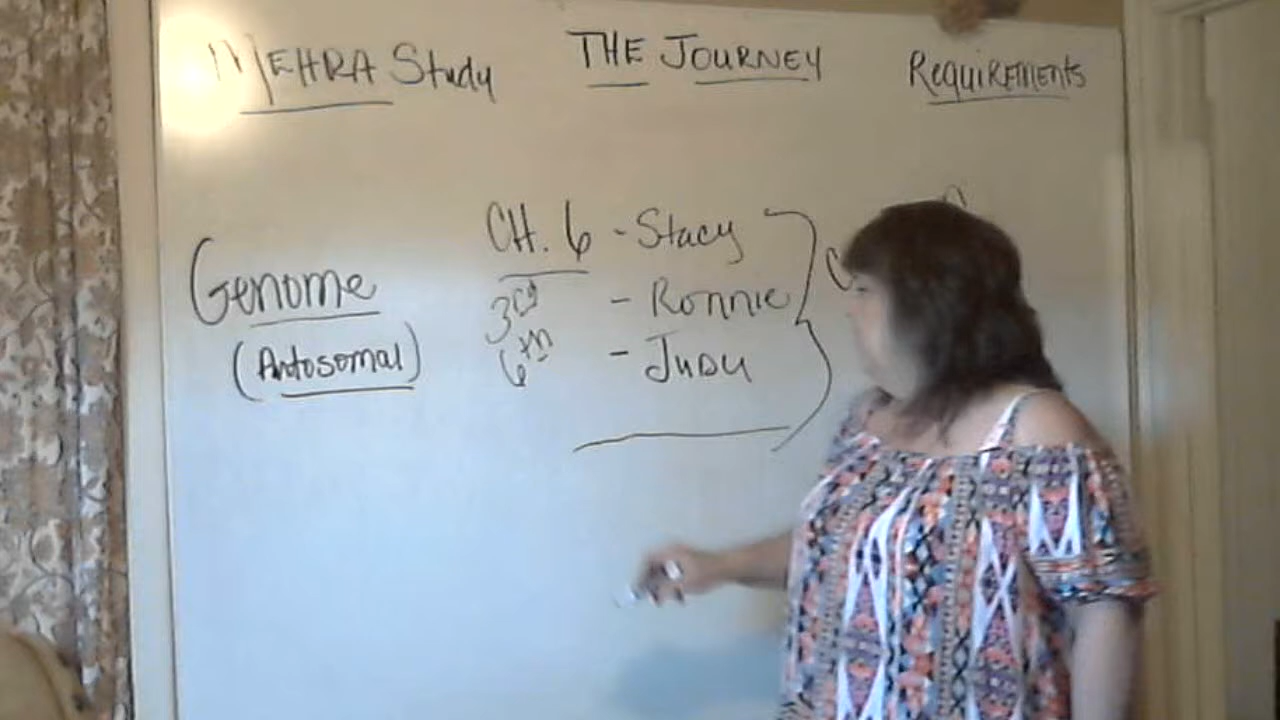 MEHRA Study
THE JOURNEY
REQUIREMENTS
GENOME
(Autosomal)
CH. 6 - Stacy
3rd - RONNIE
6th - JUDY